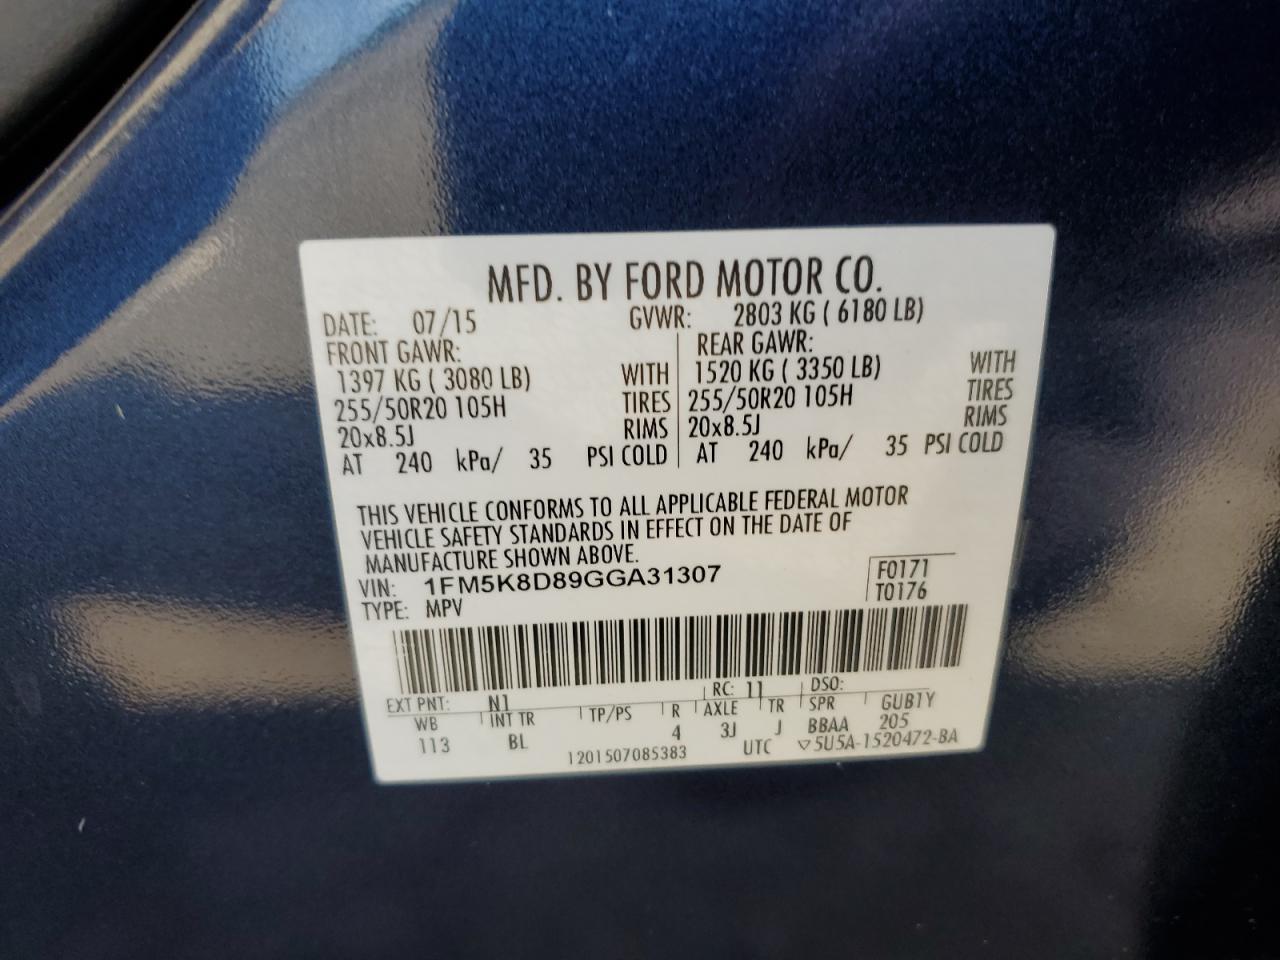 MFD. BY FORD MOTOR CO.
DATE: 07/15 GVWR: 2803 KG ( 6180 LB)
FRONT GAWR: REAR GAWR:
1397 KG ( 3080 LB) WITH 1520 KG ( 3350 LB) WITH
255/50R20 105H TIRES 255/50R20 105H TIRES
20x8.5J RIMS 20x8.5J RIMS
AT 240 kPa/ 35 PSI COLD AT 240 kPa/ 35 PSI COLD
THIS VEHICLE CONFORMS TO ALL APPLICABLE FEDERAL MOTOR
VEHICLE SAFETY STANDARDS IN EFFECT ON THE DATE OF
MANUFACTURE SHOWN ABOVE.
VIN: 1FM5K8D89GGA31307 F0171
TYPE: MPV T0176
EXT PNT: N1 RC: 11 DSO:
WB INT TR TP/PS R AXLE TR SPR GUB1Y
113 BL 4 3J J BBAA 205
1201507085383 UTC ▽5U5A-1520472-BA